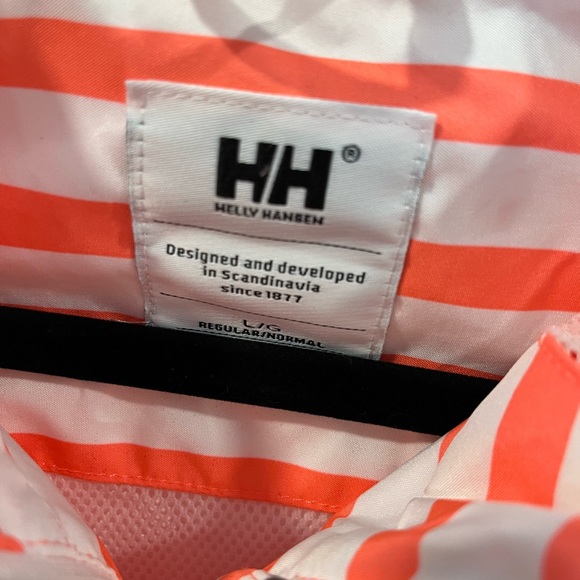 HH®
HELLY HANSEN
Designed and developed
in Scandinavia
since 1877
L/G
REGULAR/NORMAL